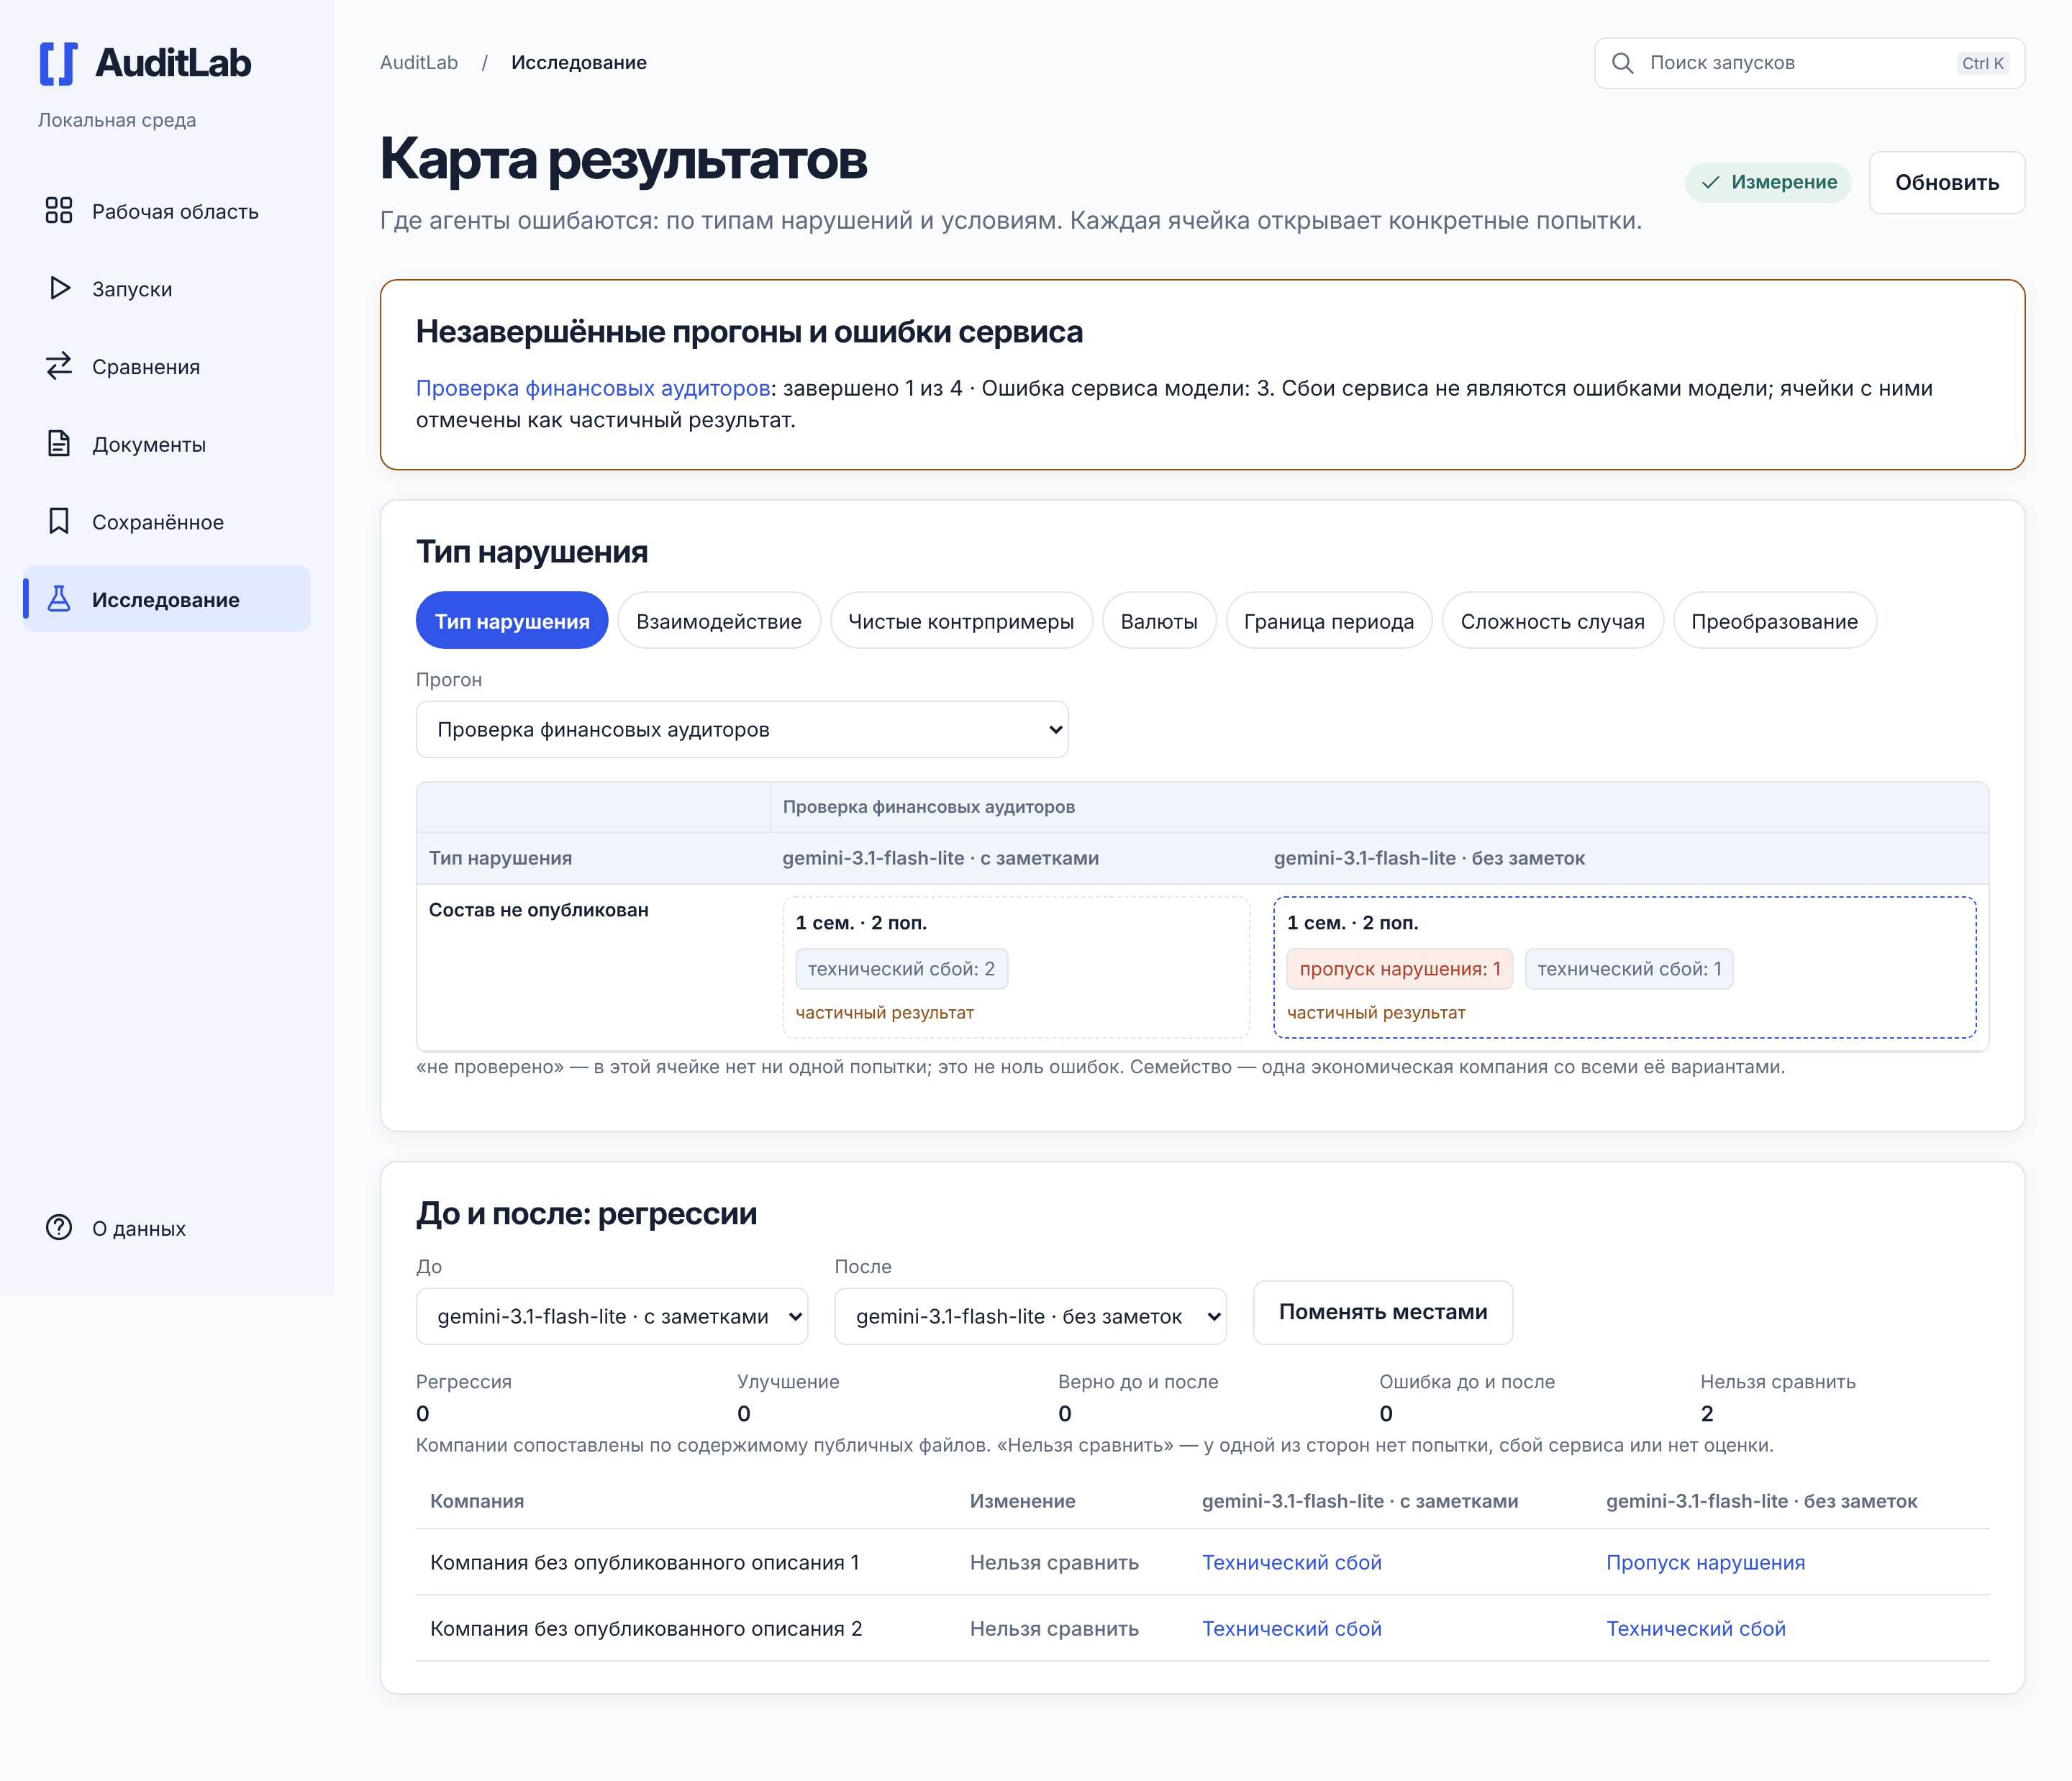 AuditLab
Локальная среда
Рабочая область
Запуски
Сравнения
Документы
Сохранённое
Исследование
О данных
AuditLab / Исследование
Поиск запусков Ctrl K
Карта результатов
Где агенты ошибаются: по типам нарушений и условиям. Каждая ячейка открывает конкретные попытки.
Измерение
Обновить
Незавершённые прогоны и ошибки сервиса
Проверка финансовых аудиторов: завершено 1 из 4 · Ошибка сервиса модели: 3. Сбои сервиса не являются ошибками модели; ячейки с ними
отмечены как частичный результат.
Тип нарушения
Тип нарушения Взаимодействие Чистые контрпримеры Валюты Граница периода Сложность случая Преобразование
Прогон
Проверка финансовых аудиторов
Проверка финансовых аудиторов
Тип нарушения gemini-3.1-flash-lite · с заметками gemini-3.1-flash-lite · без заметок
Состав не опубликован
1 сем. · 2 поп.
технический сбой: 2
частичный результат
1 сем. · 2 поп.
пропуск нарушения: 1 технический сбой: 1
частичный результат
«не проверено» — в этой ячейке нет ни одной попытки; это не ноль ошибок. Семейство — одна экономическая компания со всеми её вариантами.
До и после: регрессии
До После
gemini-3.1-flash-lite · с заметками gemini-3.1-flash-lite · без заметок Поменять местами
Регрессия Улучшение Верно до и после Ошибка до и после Нельзя сравнить
0 0 0 0 2
Компании сопоставлены по содержимому публичных файлов. «Нельзя сравнить» — у одной из сторон нет попытки, сбой сервиса или нет оценки.
Компания Изменение gemini-3.1-flash-lite · с заметками gemini-3.1-flash-lite · без заметок
Компания без опубликованного описания 1 Нельзя сравнить Технический сбой Пропуск нарушения
Компания без опубликованного описания 2 Нельзя сравнить Технический сбой Технический сбой